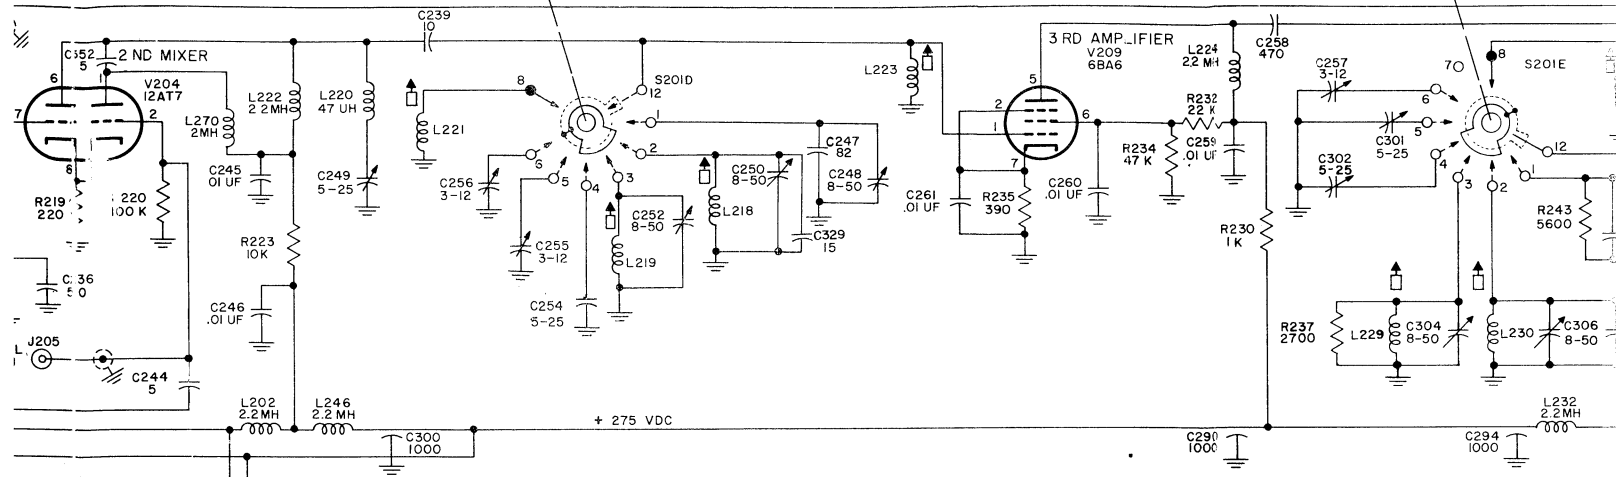 C239
10
2 ND MIXER
5
6
1
V204
12AT7
7
2
8
L270
2MH
L222
2.2MH
L220
47 UH
L221
8
S201D
12
1
2
3
4
5
6
C245
.01 UF
C249
5-25
C256
3-12
R219
220
220
100 K
R223
10K
C255
3-12
C254
5-25
L219
C252
8-50
L218
C250
8-50
C247
82
C248
8-50
C329
15
C246
.01 UF
J205
C244
5
L202
2.2MH
L246
2.2 MH
C300
1000
+ 275 VDC
L223
3 RD AMPLIFIER
V209
6BA6
5
2
1
6
7
L224
2.2 MH
C258
470
R232
22 K
R234
47 K
C259
.01 UF
C261
.01 UF
R235
390
C260
.01 UF
R230
1K
C257
3-12
C301
5-25
C302
5-25
7
8
S201E
6
5
4
3
2
1
12
R243
5600
R237
2700
L229
C304
8-50
L230
C306
8-50
C290
1000
C294
1000
L232
2.2MH